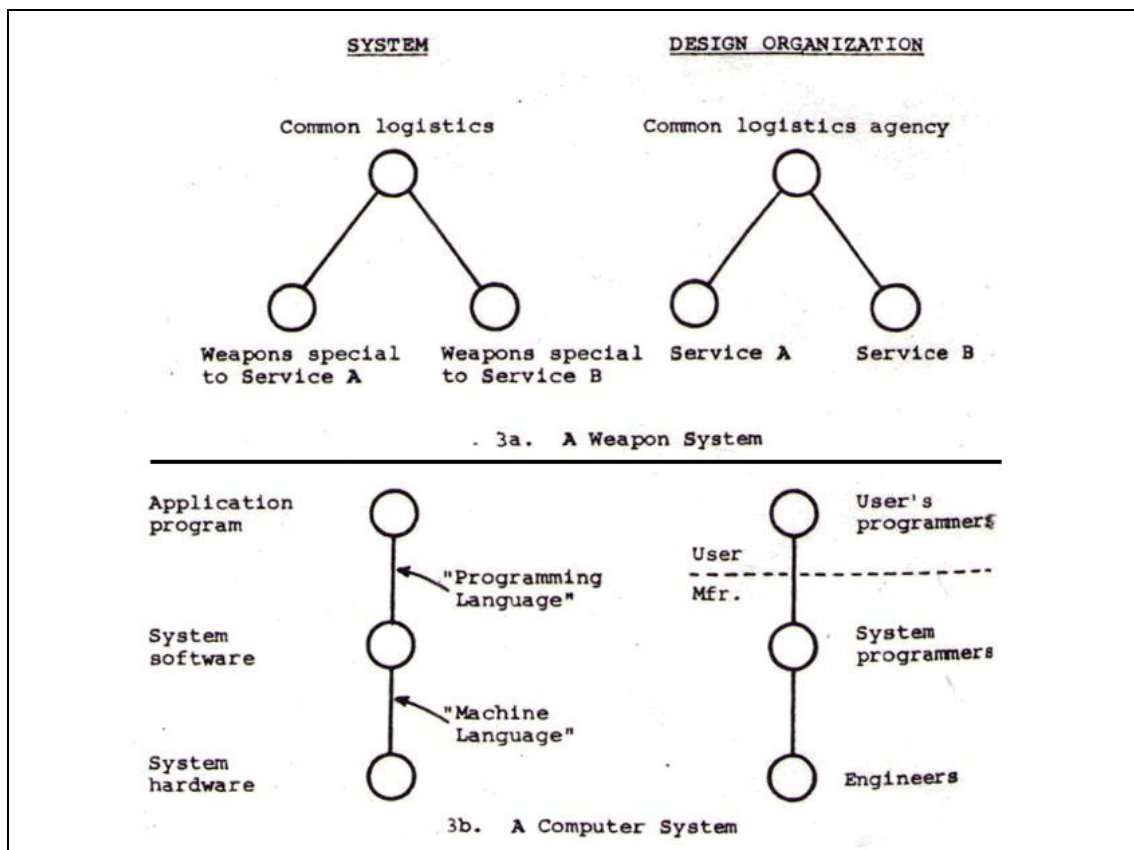 SYSTEM
DESIGN ORGANIZATION
Common logistics
Common logistics agency
Weapons special
to Service A
Weapons special
to Service B
Service A
Service B
3a. A Weapon System
Application
program
User's
programmers
"Programming
Language"
User
Mfr.
System
software
System
programmers
"Machine
Language"
System
hardware
Engineers
3b. A Computer System